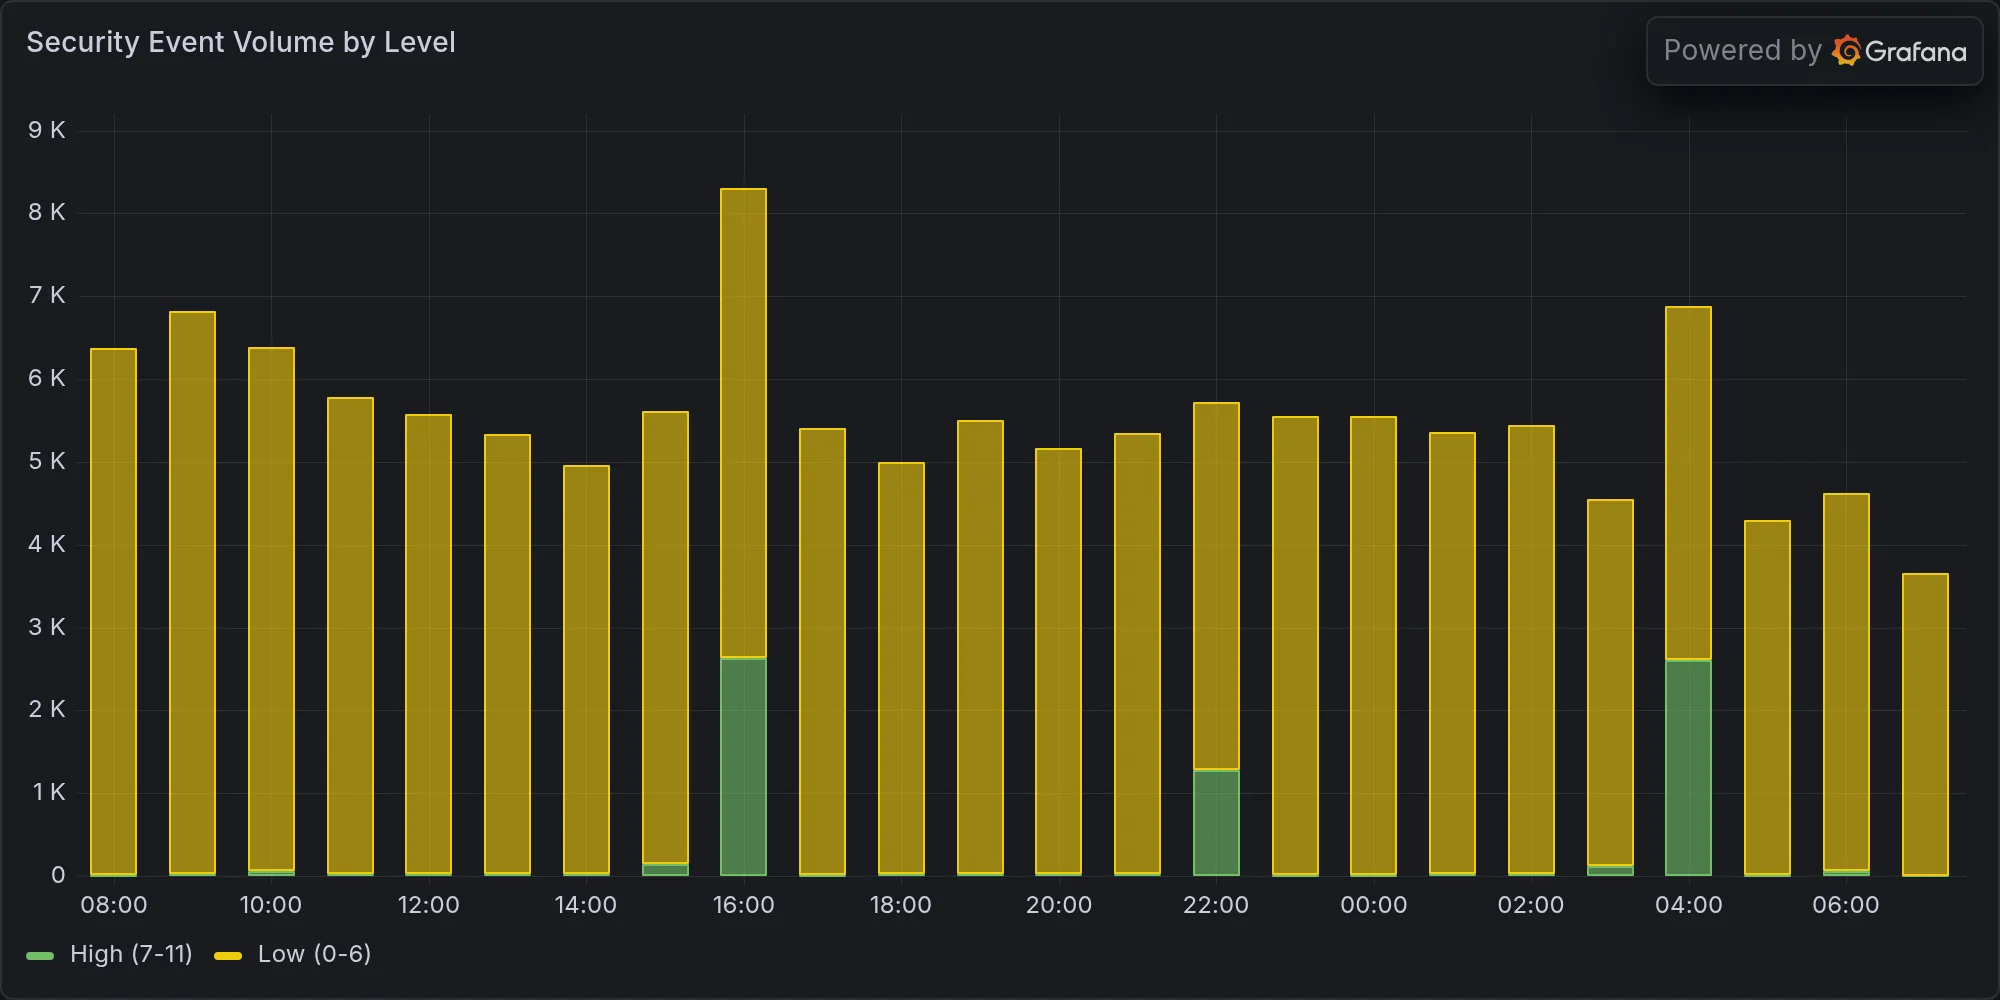 Security Event Volume by Level
Powered by Grafana
9 K
8 K
7 K
6 K
5 K
4 K
3 K
2 K
1 K
0
08:00 10:00 12:00 14:00 16:00 18:00 20:00 22:00 00:00 02:00 04:00 06:00
High (7-11) Low (0-6)